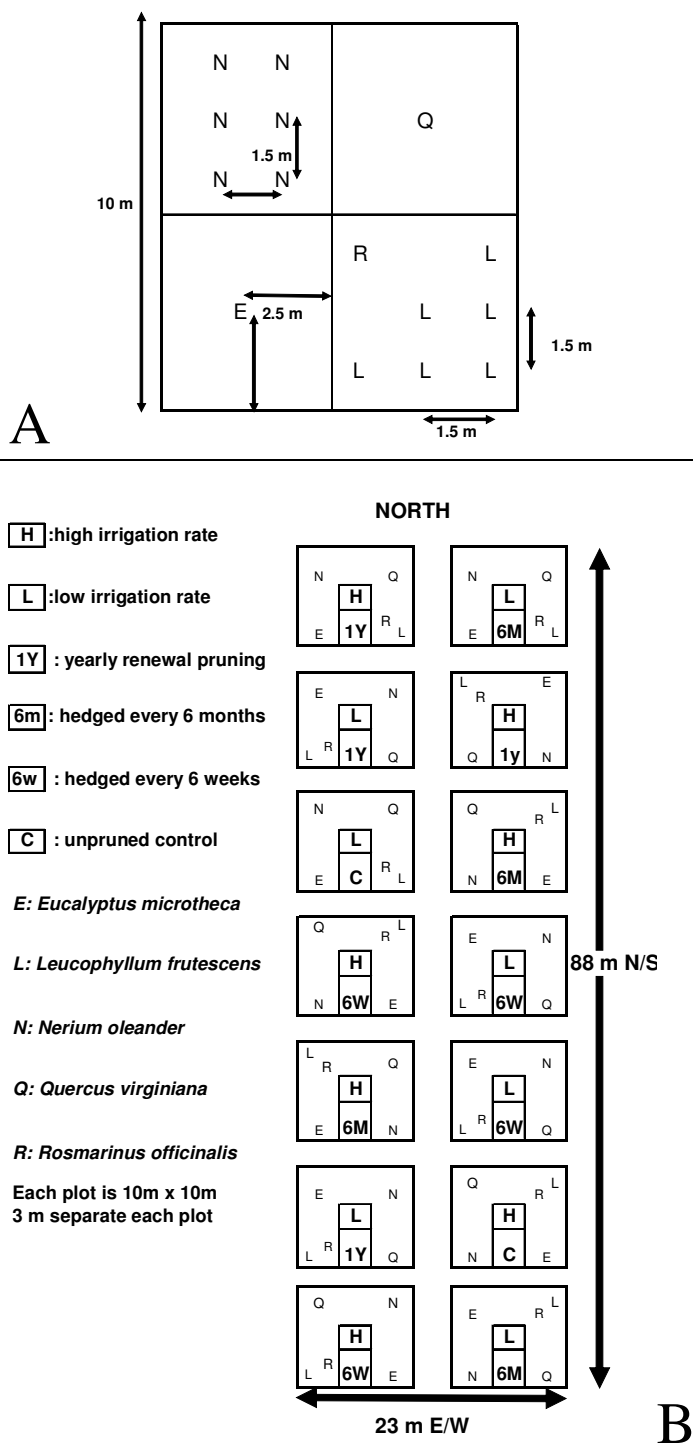 N N
N N Q
1.5 m
N N
10 m
R L
E 2.5 m L L
1.5 m
L L L
1.5 m
A
NORTH
H :high irrigation rate
L :low irrigation rate
1Y : yearly renewal pruning
6m : hedged every 6 months
6w : hedged every 6 weeks
C : unpruned control
E: Eucalyptus microtheca
L: Leucophyllum frutescens
N: Nerium oleander
Q: Quercus virginiana
R: Rosmarinus officinalis
Each plot is 10m x 10m
3 m separate each plot
N Q
H
E 1Y R L
N Q
L
E 6M R L
E N
L
L R 1Y Q
L R E
H
Q 1y N
N Q
L
E C R L
Q R L
H
N 6M E
Q R L
H
N 6W E
E N
L
L R 6W Q
L R Q
H
E 6M N
E N
L
L R 6W Q
E N
L
L R 1Y Q
Q R L
H
N C E
Q N
H
L R 6W E
E R L
L
N 6M Q
88 m N/S
23 m E/W
B